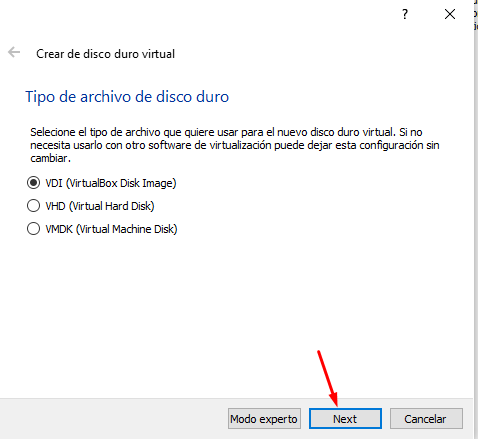 ?
Crear de disco duro virtual
Tipo de archivo de disco duro
Selecione el tipo de archivo que quiere usar para el nuevo disco duro virtual. Si no
necesita usarlo con otro software de virtualización puede dejar esta configuración sin
cambiar.
VDI (VirtualBox Disk Image)
VHD (Virtual Hard Disk)
VMDK (Virtual Machine Disk)
Modo experto Next Cancelar